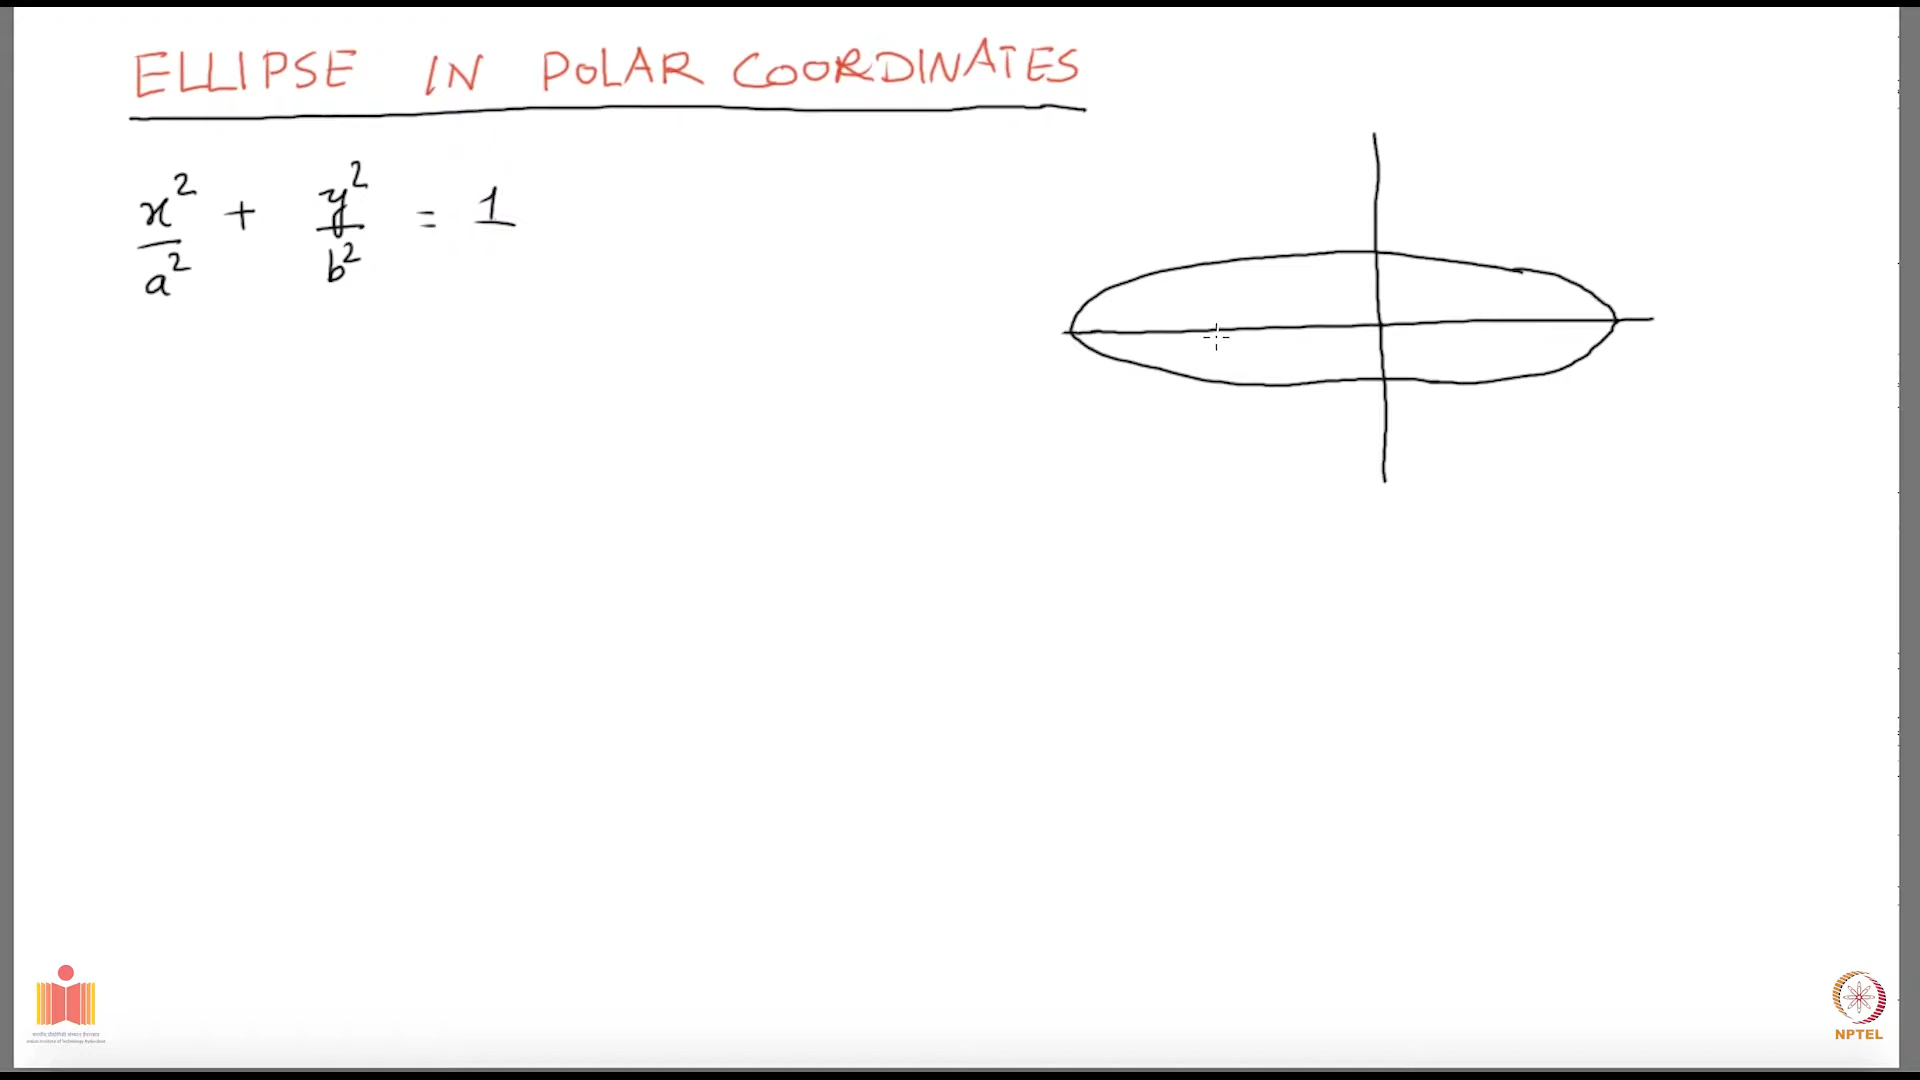 ELLIPSE IN POLAR COORDINATES
x²/a² + y²/b² = 1
NPTEL